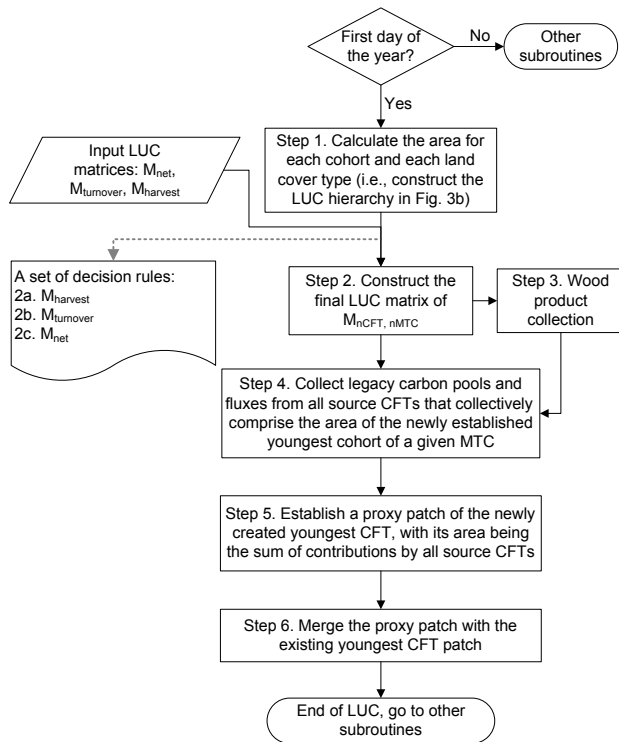 First day of
the year?
No
Other
subroutines
Yes
Step 1. Calculate the area for
each cohort and each land
cover type (i.e., construct the
LUC hierarchy in Fig. 3b)
Input LUC
matrices: Mnet,
Mturnover, Mharvest
A set of decision rules:
2a. Mharvest
2b. Mturnover
2c. Mnet
Step 2. Construct the
final LUC matrix of
MnCFT, nMTC
Step 3. Wood
product
collection
Step 4. Collect legacy carbon pools and
fluxes from all source CFTs that collectively
comprise the area of the newly established
youngest cohort of a given MTC
Step 5. Establish a proxy patch of the newly
created youngest CFT, with its area being
the sum of contributions by all source CFTs
Step 6. Merge the proxy patch with the
existing youngest CFT patch
End of LUC, go to other
subroutines